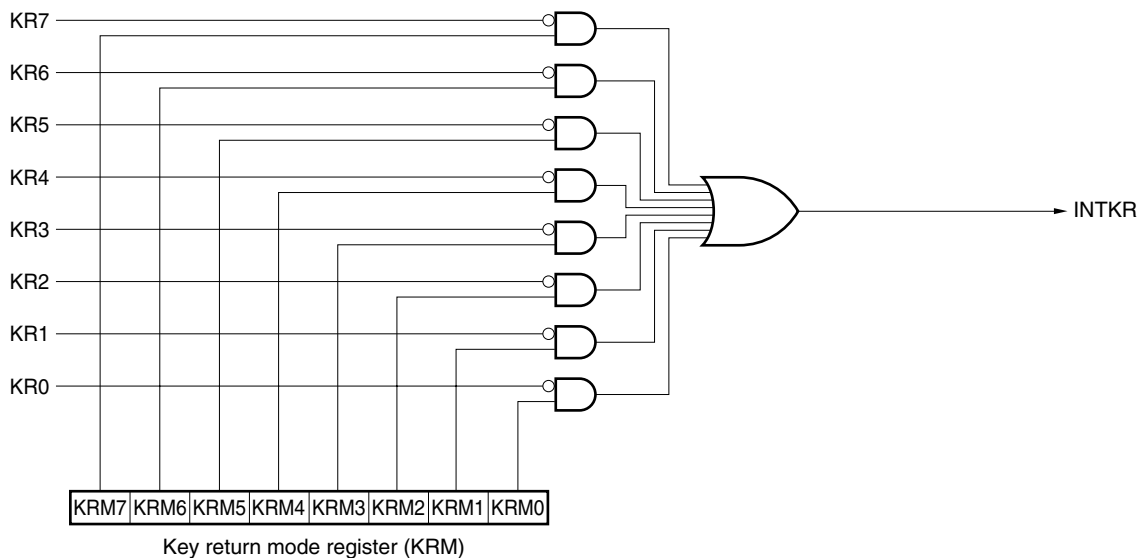 KR7
KR6
KR5
KR4
KR3
KR2
KR1
KR0
INTKR
KRM7 KRM6 KRM5 KRM4 KRM3 KRM2 KRM1 KRM0
Key return mode register (KRM)